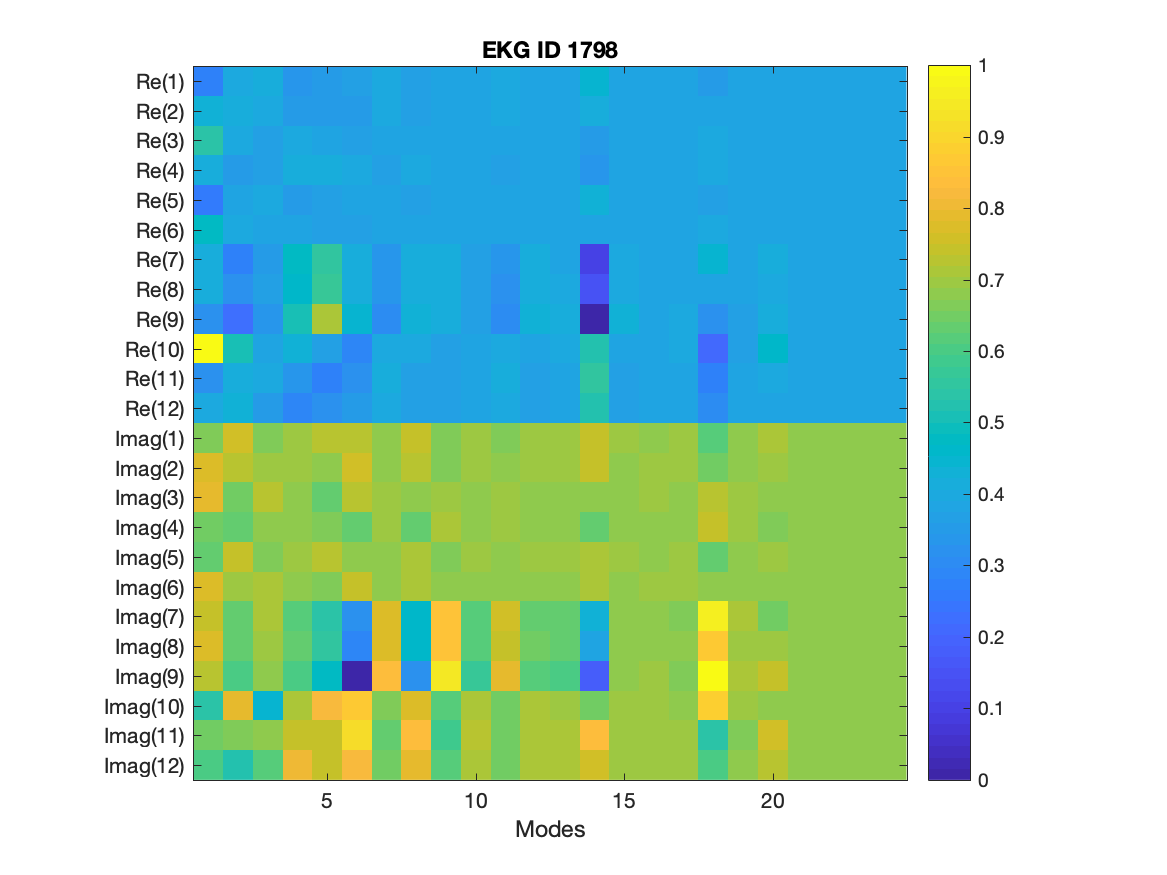 EKG ID 1798
Re(1)
Re(2)
Re(3)
Re(4)
Re(5)
Re(6)
Re(7)
Re(8)
Re(9)
Re(10)
Re(11)
Re(12)
Imag(1)
Imag(2)
Imag(3)
Imag(4)
Imag(5)
Imag(6)
Imag(7)
Imag(8)
Imag(9)
Imag(10)
Imag(11)
Imag(12)
5 10 15 20
Modes
1
0.9
0.8
0.7
0.6
0.5
0.4
0.3
0.2
0.1
0